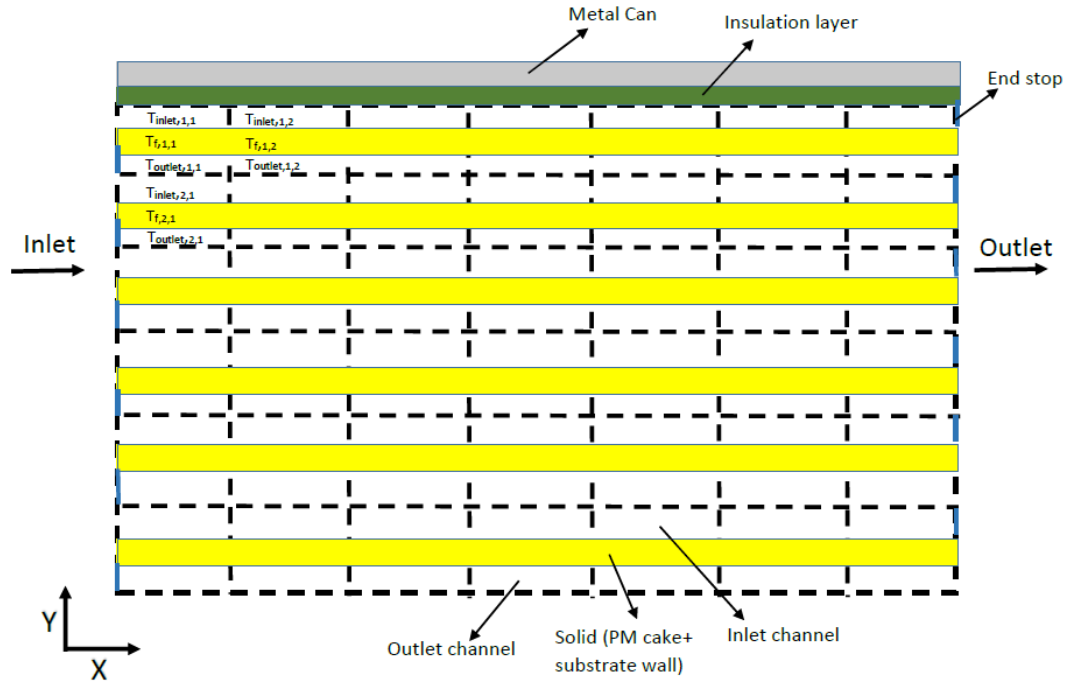 Metal Can
Insulation layer
End stop
Tinlet,1,1
Tinlet,1,2
Tf,1,1
Tf,1,2
Toutlet,1,1
Toutlet,1,2
Tinlet,2,1
Tf,2,1
Toutlet,2,1
Inlet
Outlet
Y
X
Outlet channel
Solid (PM cake+
substrate wall)
Inlet channel